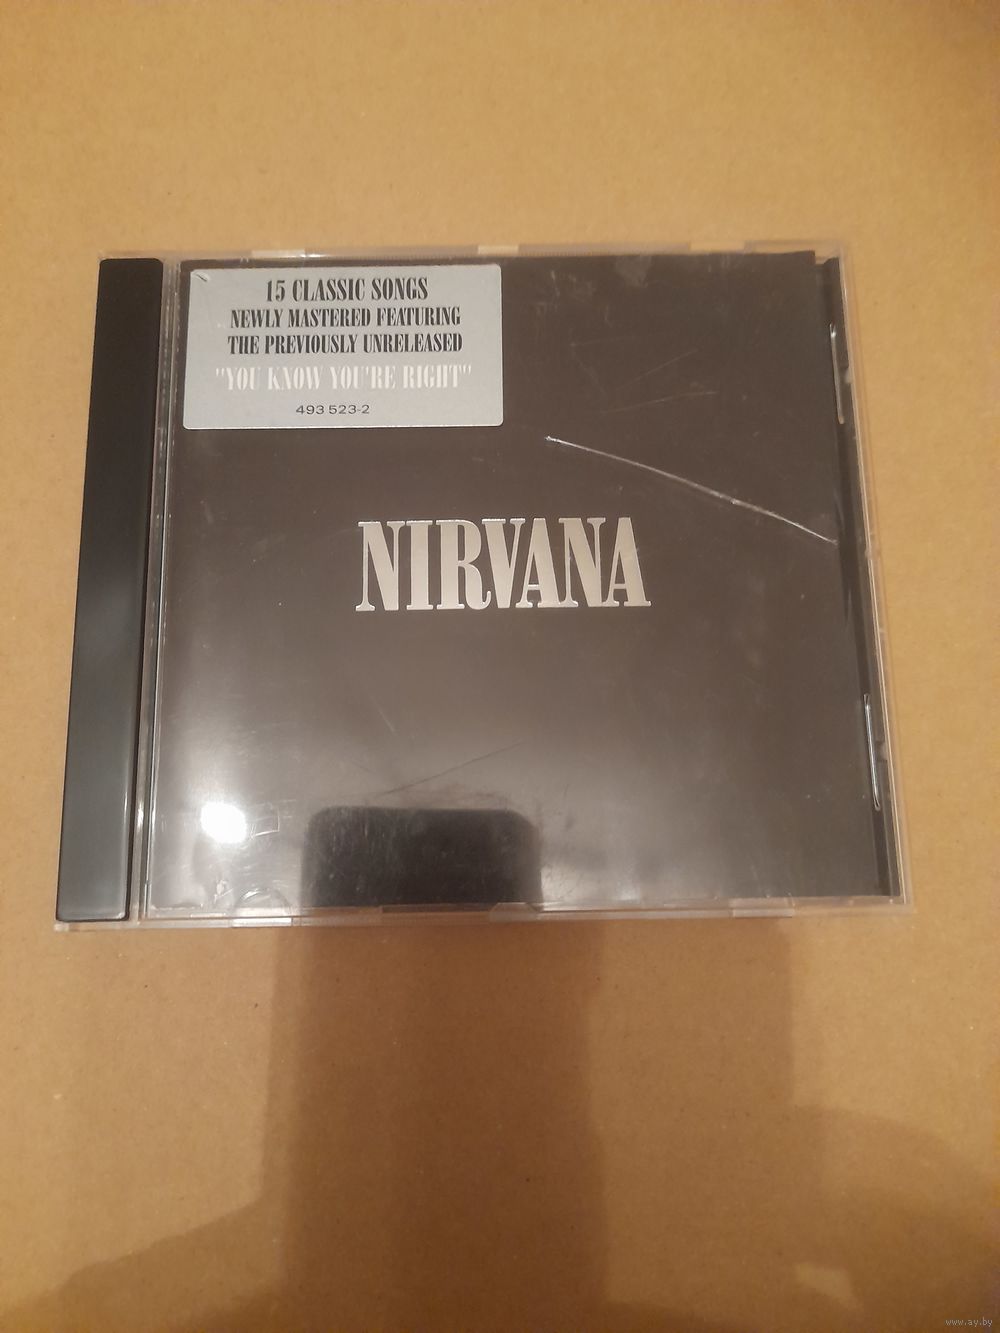 15 CLASSIC SONGS
NEWLY MASTERED FEATURING
THE PREVIOUSLY UNRELEASED
"YOU KNOW YOU'RE RIGHT"
493 523-2
NIRVANA
www.ay.by